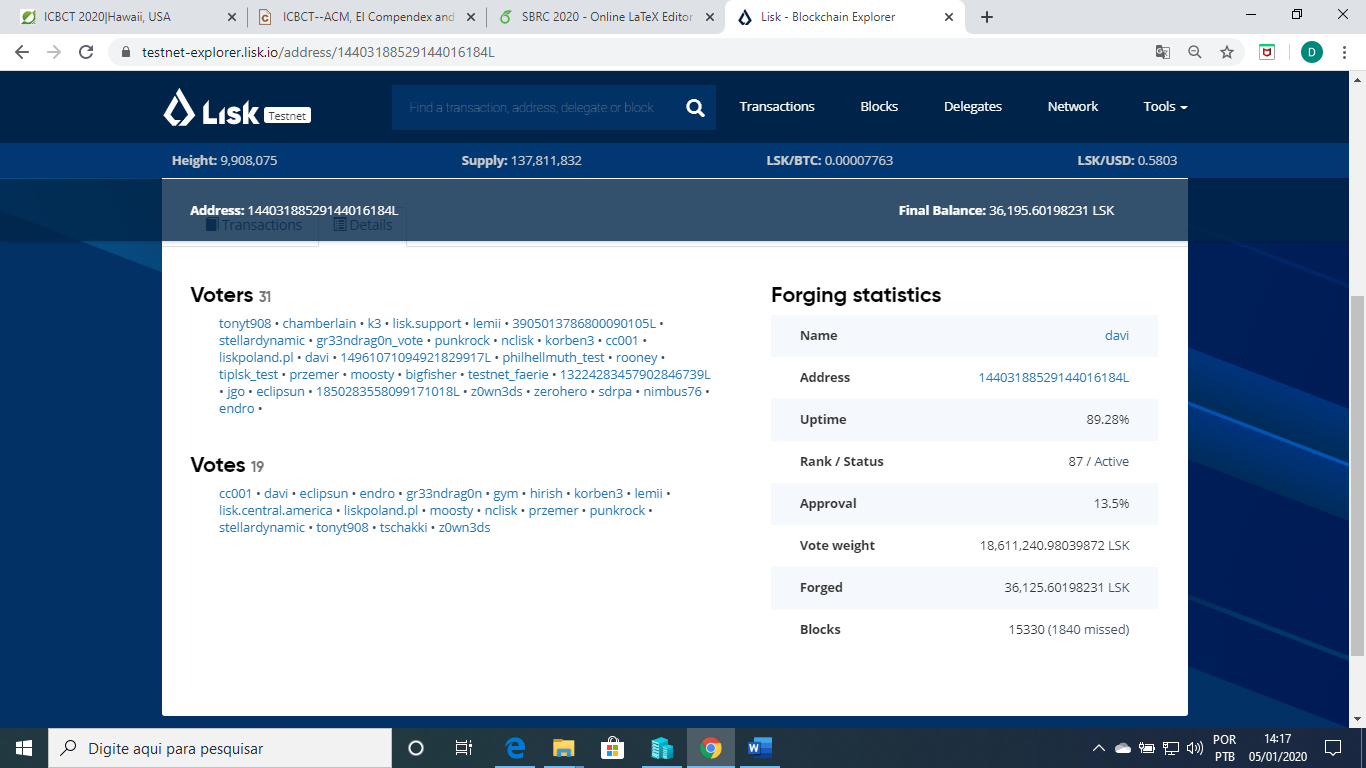 ICBCT 2020|Hawaii, USA
ICBCT--ACM, EI Compendex and
SBRC 2020 - Online LaTeX Editor
Lisk - Blockchain Explorer
testnet-explorer.lisk.io/address/14403188529144016184L
D
Lisk Testnet
Find a transaction, address, delegate or block
Transactions
Blocks
Delegates
Network
Tools
Height: 9,908,075
Supply: 137,811,832
LSK/BTC: 0.00007763
LSK/USD: 0.5803
Address: 14403188529144016184L
Final Balance: 36,195.60198231 LSK
Transactions
Details
Voters 31
tonyt908 • chamberlain • k3 • lisk.support • lemii • 3905013786800090105L •
stellardynamic • gr33ndrag0n_vote • punkrock • nclisk • korben3 • cc001 •
liskpoland.pl • davi • 14961071094921829917L • philhellmuth_test • rooney •
tiplsk_test • przemer • moosty • bigfisher • testnet_faerie • 13224283457902846739L
• jgo • eclipsun • 1850283558099171018L • z0wn3ds • zerohero • sdrpa • nimbus76 •
endro •
Votes 19
cc001 • davi • eclipsun • endro • gr33ndrag0n • gym • hirish • korben3 • lemii •
lisk.central.america • liskpoland.pl • moosty • nclisk • przemer • punkrock •
stellardynamic • tonyt908 • tschakki • z0wn3ds
Forging statistics
Name davi
Address 14403188529144016184L
Uptime 89.28%
Rank / Status 87 / Active
Approval 13.5%
Vote weight 18,611,240.98039872 LSK
Forged 36,125.60198231 LSK
Blocks 15330 (1840 missed)
Digite aqui para pesquisar
POR
PTB
14:17
05/01/2020